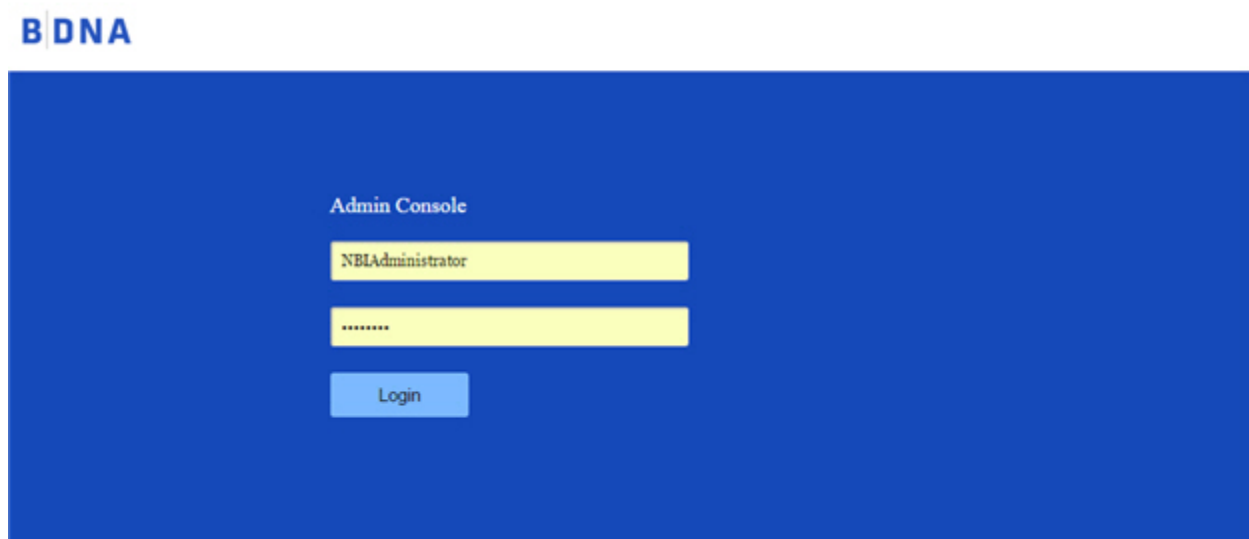 BDNA
Admin Console
NBIAdministrator
••••••••
Login